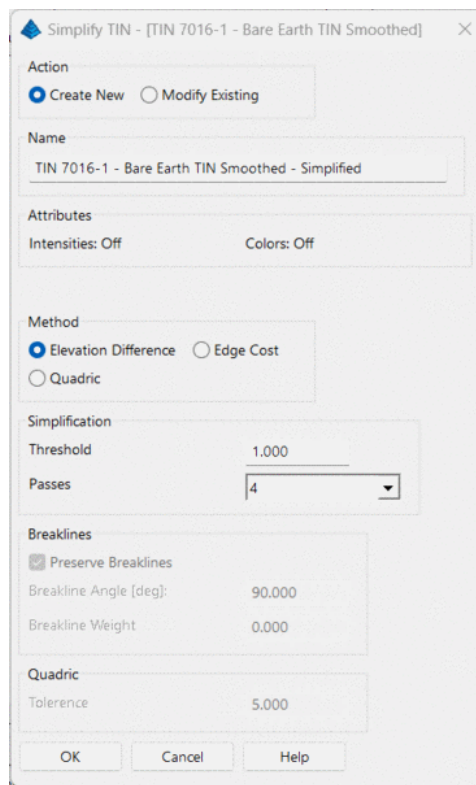 Simplify TIN - [TIN 7016-1 - Bare Earth TIN Smoothed]
Action
Create New Modify Existing
Name
TIN 7016-1 - Bare Earth TIN Smoothed - Simplified
Attributes
Intensities: Off Colors: Off
Method
Elevation Difference Edge Cost
Quadric
Simplification
Threshold 1.000
Passes 4
Breaklines
Preserve Breaklines
Breakline Angle [deg]: 90.000
Breakline Weight 0.000
Quadric
Tolerence 5.000
OK Cancel Help